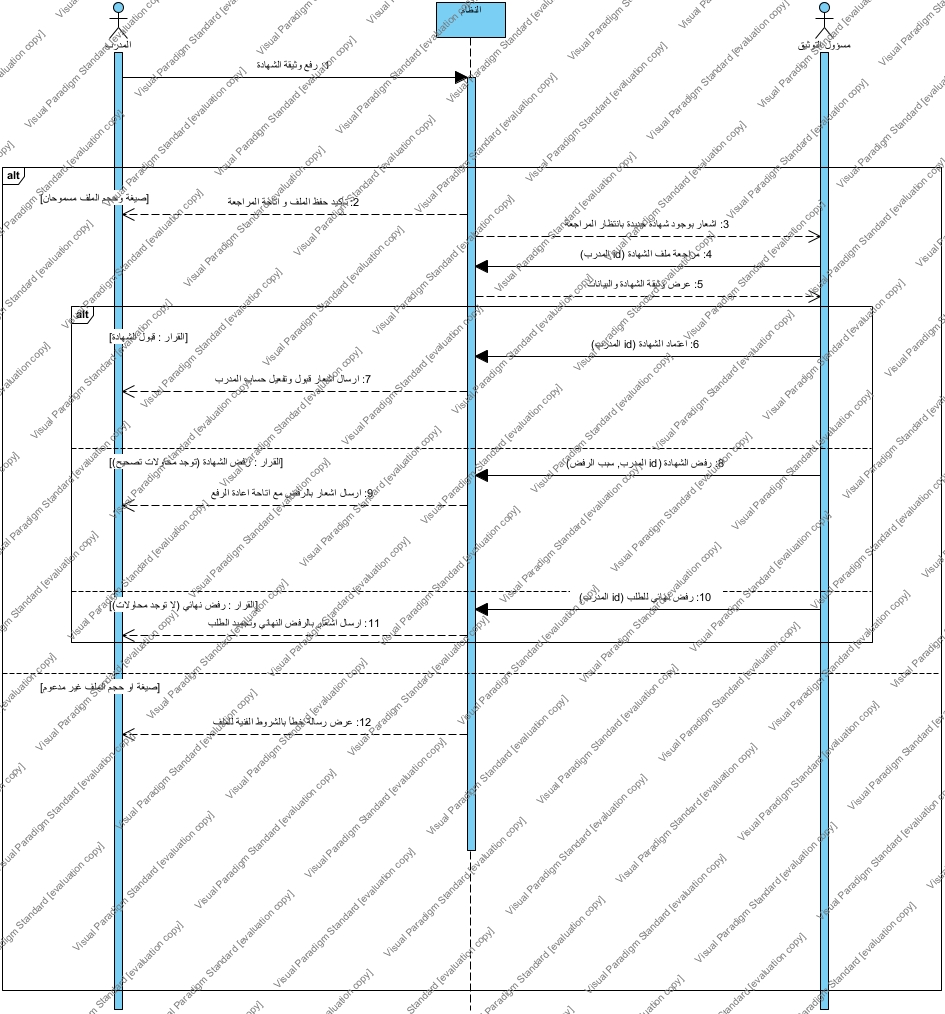 المدرب
النظام
مسؤول التوثيق
1: رفع وثيقة الشهادة
alt
[صيغة وحجم الملف مسموحان]
2: تأكيد حفظ الملف و اتاحة المراجعة
3: اشعار بوجود شهادة جديدة بانتظار المراجعة
4: مراجعة ملف الشهادة (id المدرب)
5: عرض وثيقة الشهادة والبيانات
alt
[القرار : قبول الشهادة]
6: اعتماد الشهادة (id المدرب)
7: ارسال اشعار قبول وتفعيل حساب المدرب
[القرار : رفض الشهادة (توجد محاولات تصحيح)]
8: رفض الشهادة (id المدرب, سبب الرفض)
9: ارسال اشعار بالرفض مع اتاحة اعادة الرفع
[القرار : رفض نهائي (لا توجد محاولات)]
10: رفض نهائي للطلب (id المدرب)
11: ارسال اشعار بالرفض النهائي وتجميد الطلب
[صيغة او حجم الملف غير مدعوم]
12: عرض رسالة خطأ بالشروط الفنية للملف
Visual Paradigm Standard [evaluation copy]